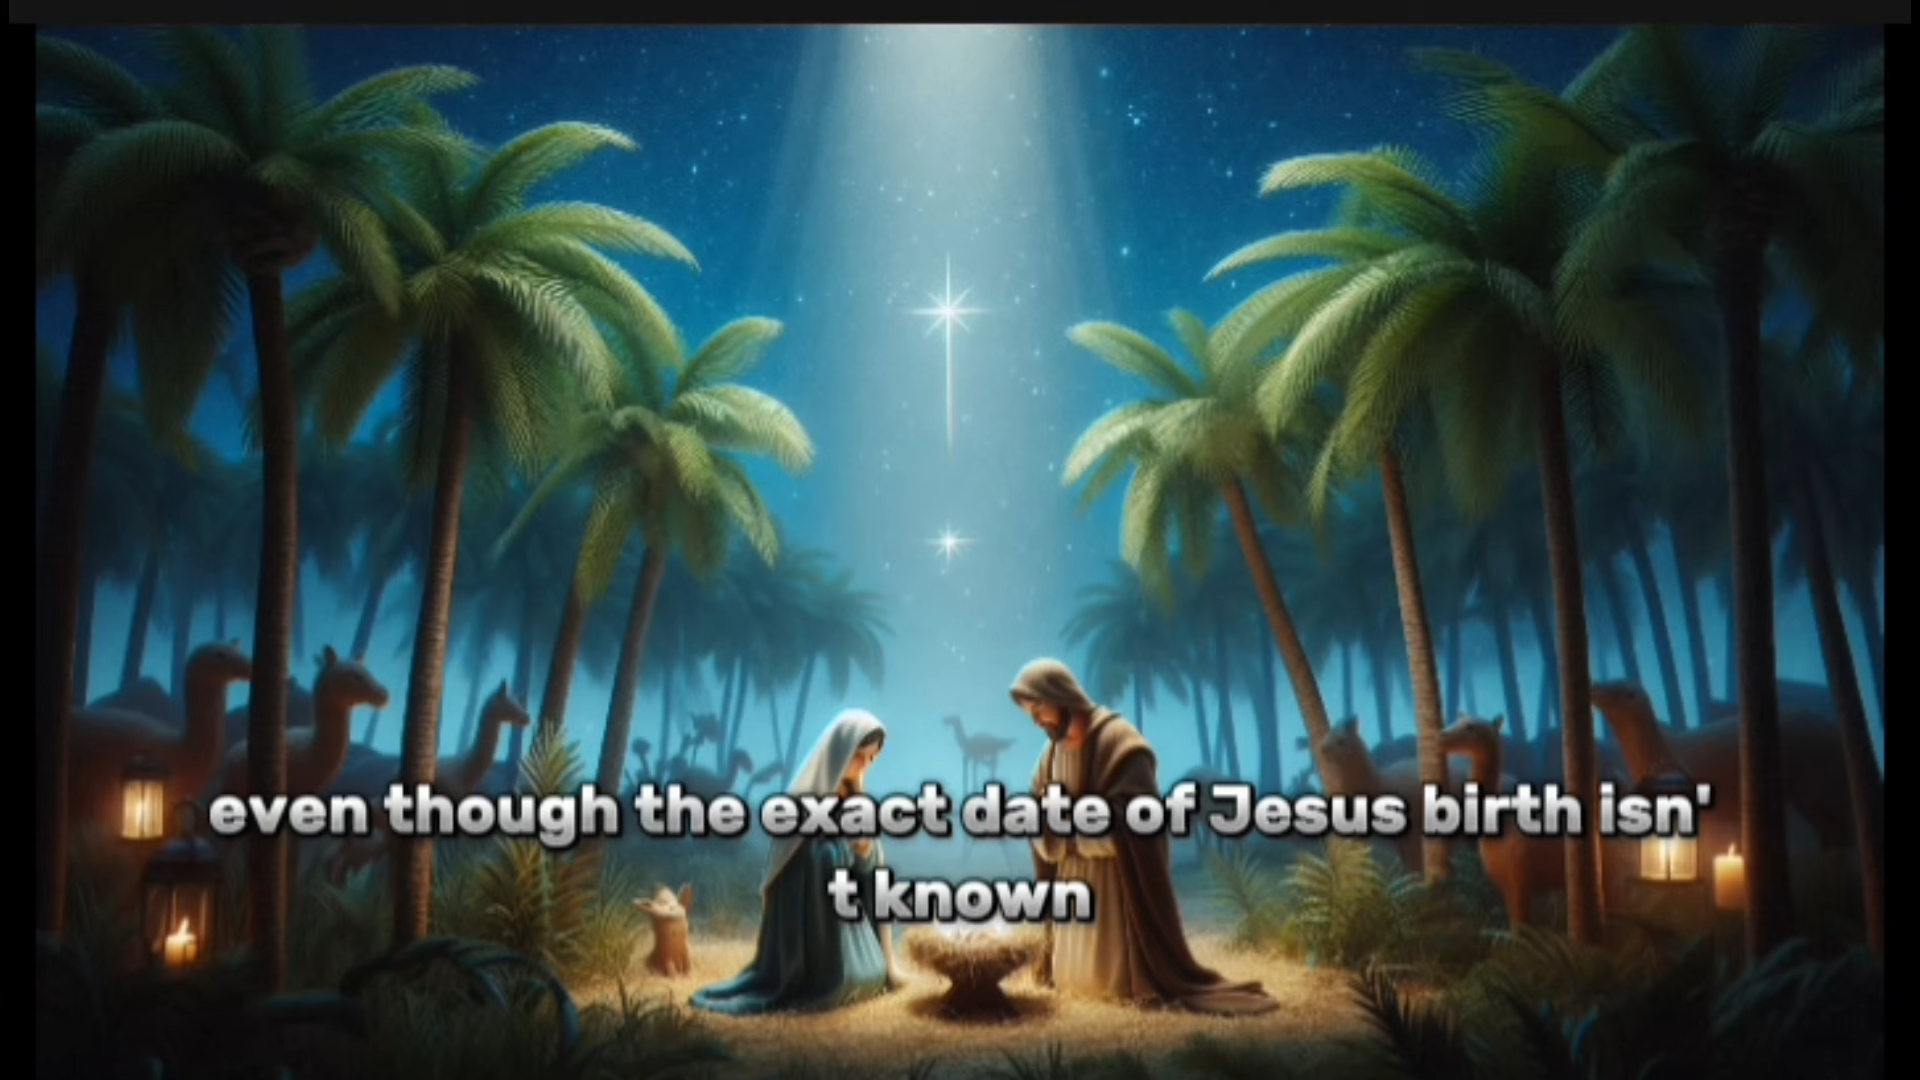 even though the exact date of Jesus birth isn'
t known